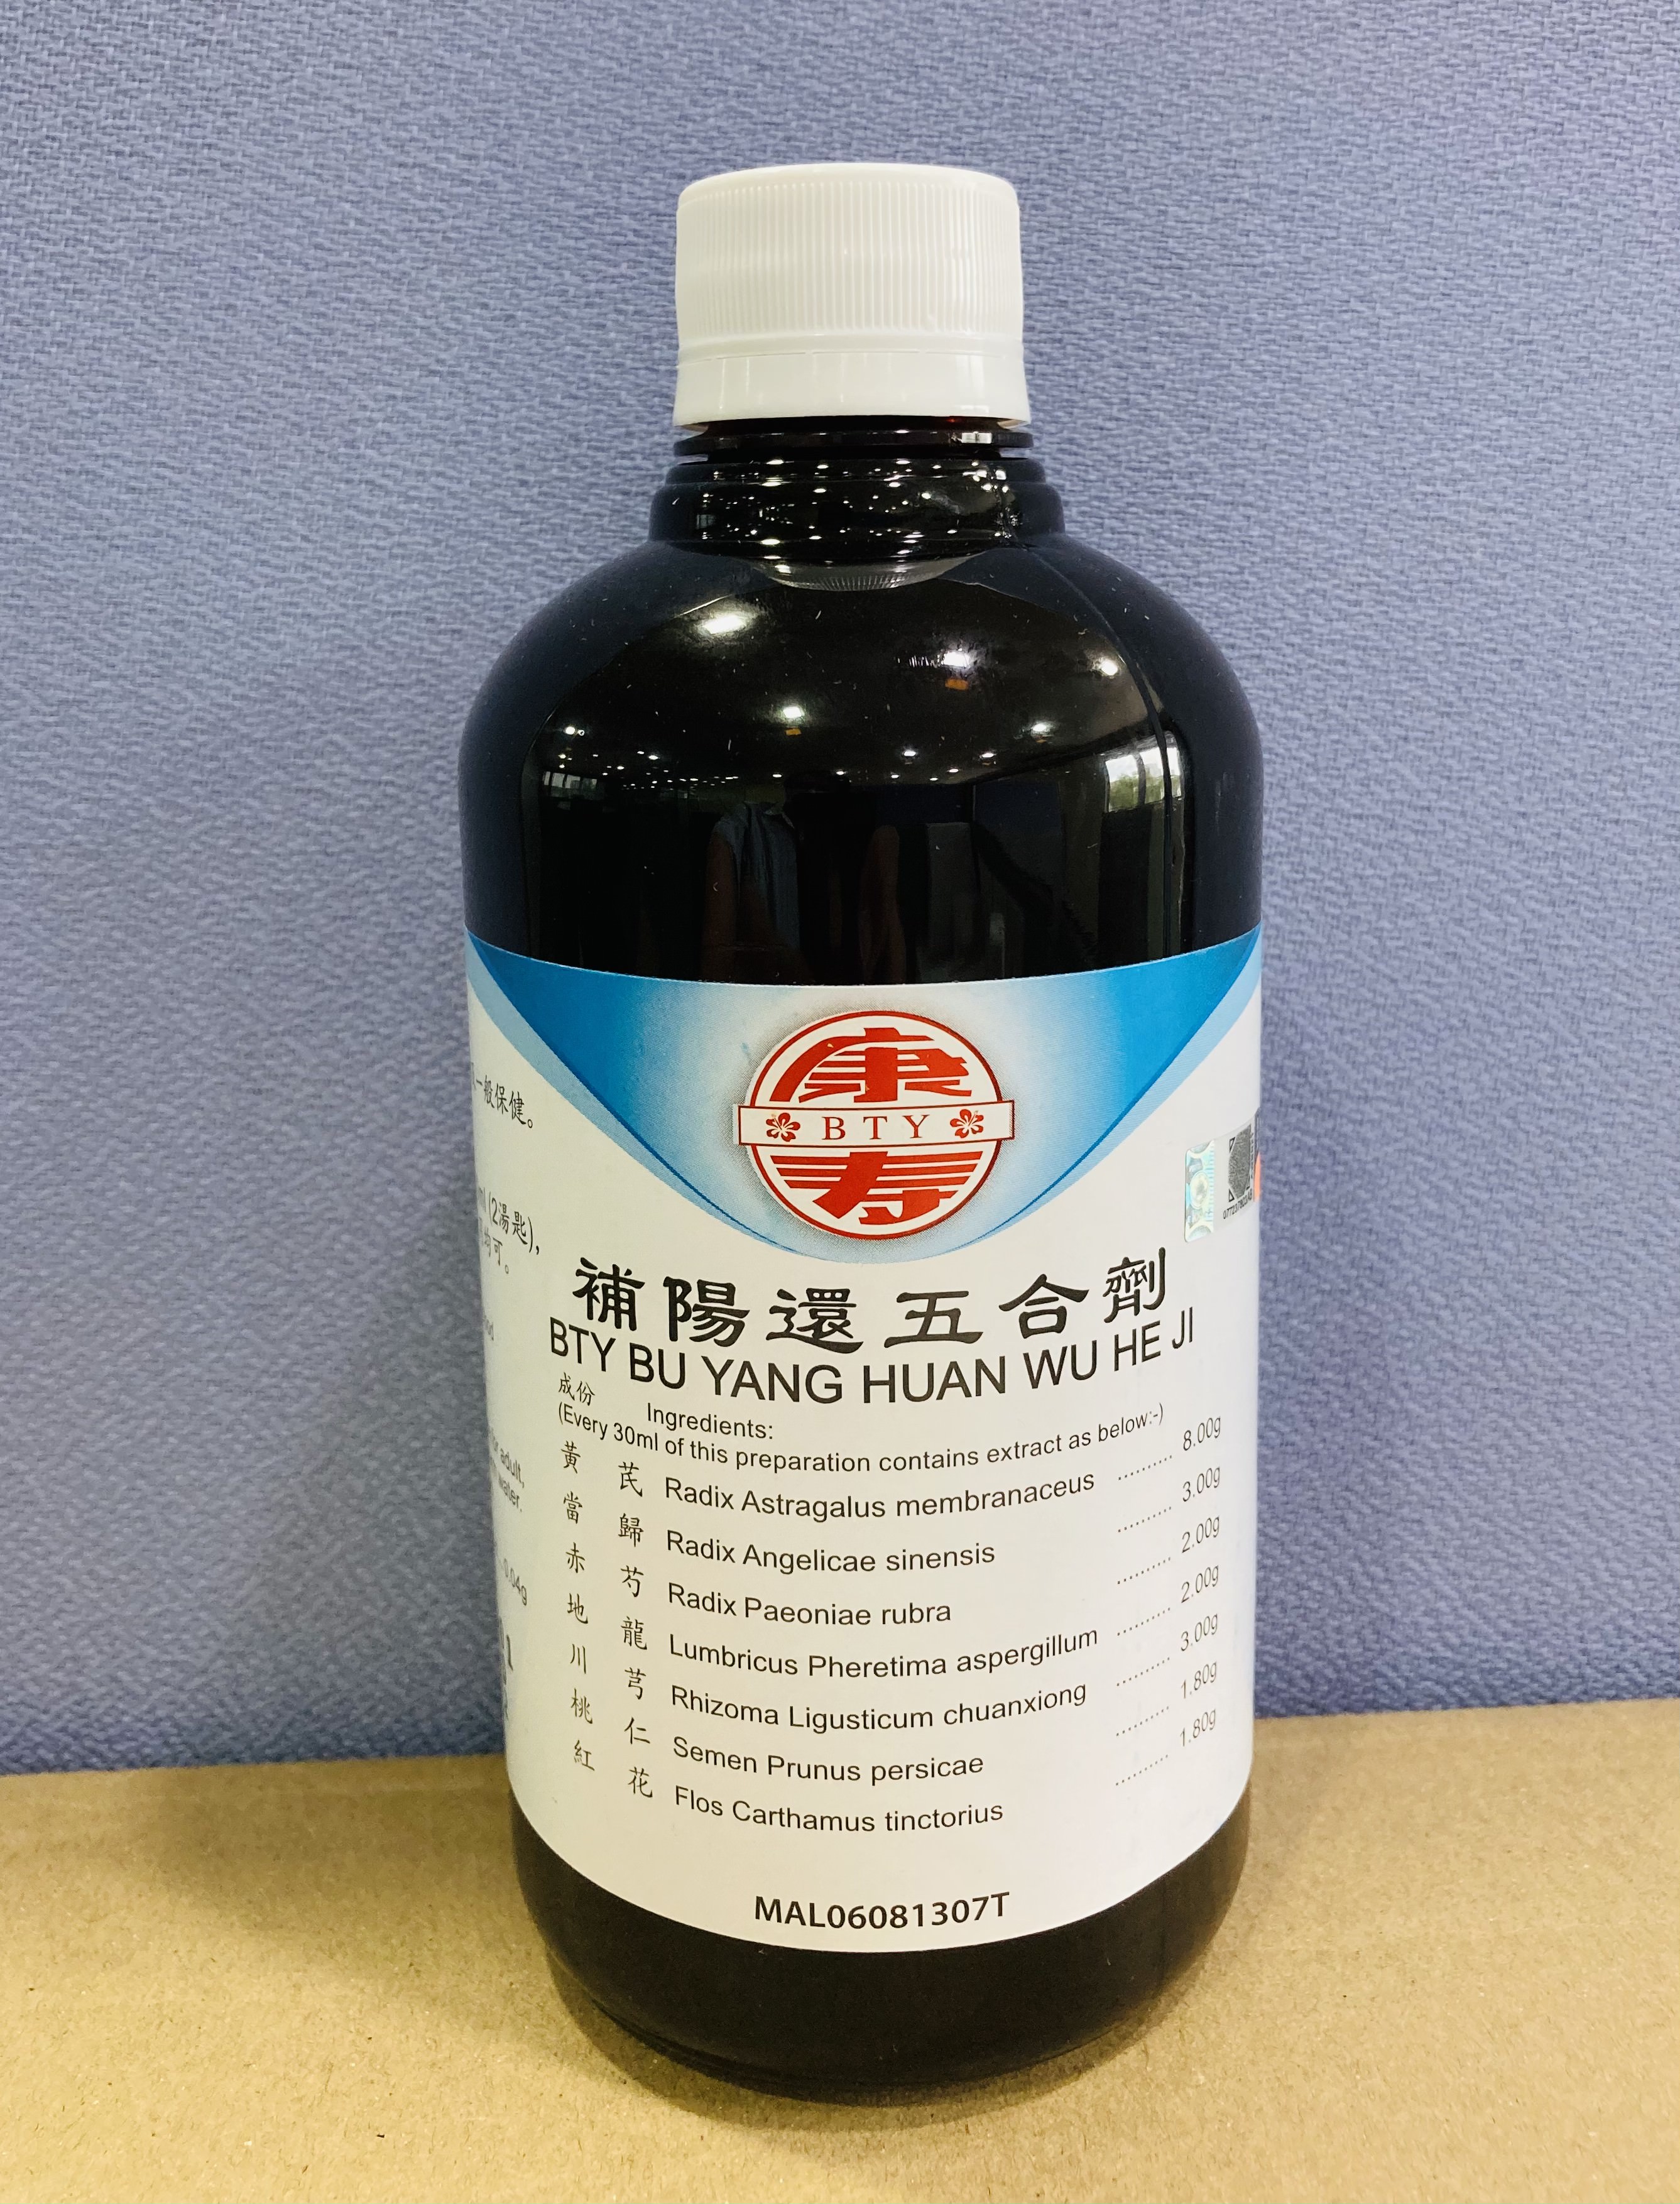 康
BTY
寿
一般保健。
(2湯匙),
均可。
補陽還五合劑
BTY BU YANG HUAN WU HE JI
成份 Ingredients:
(Every 30ml of this preparation contains extract as below:-)
黃芪 Radix Astragalus membranaceus .......... 8.00g
當歸 Radix Angelicae sinensis .......... 3.00g
赤芍 Radix Paeoniae rubra .......... 2.00g
地龍 Lumbricus Pheretima aspergillum .......... 2.00g
川芎 Rhizoma Ligusticum chuanxiong .......... 3.00g
桃仁 Semen Prunus persicae .......... 1.80g
紅花 Flos Carthamus tinctorius .......... 1.80g
adult,
water.
0.04g
MAL06081307T